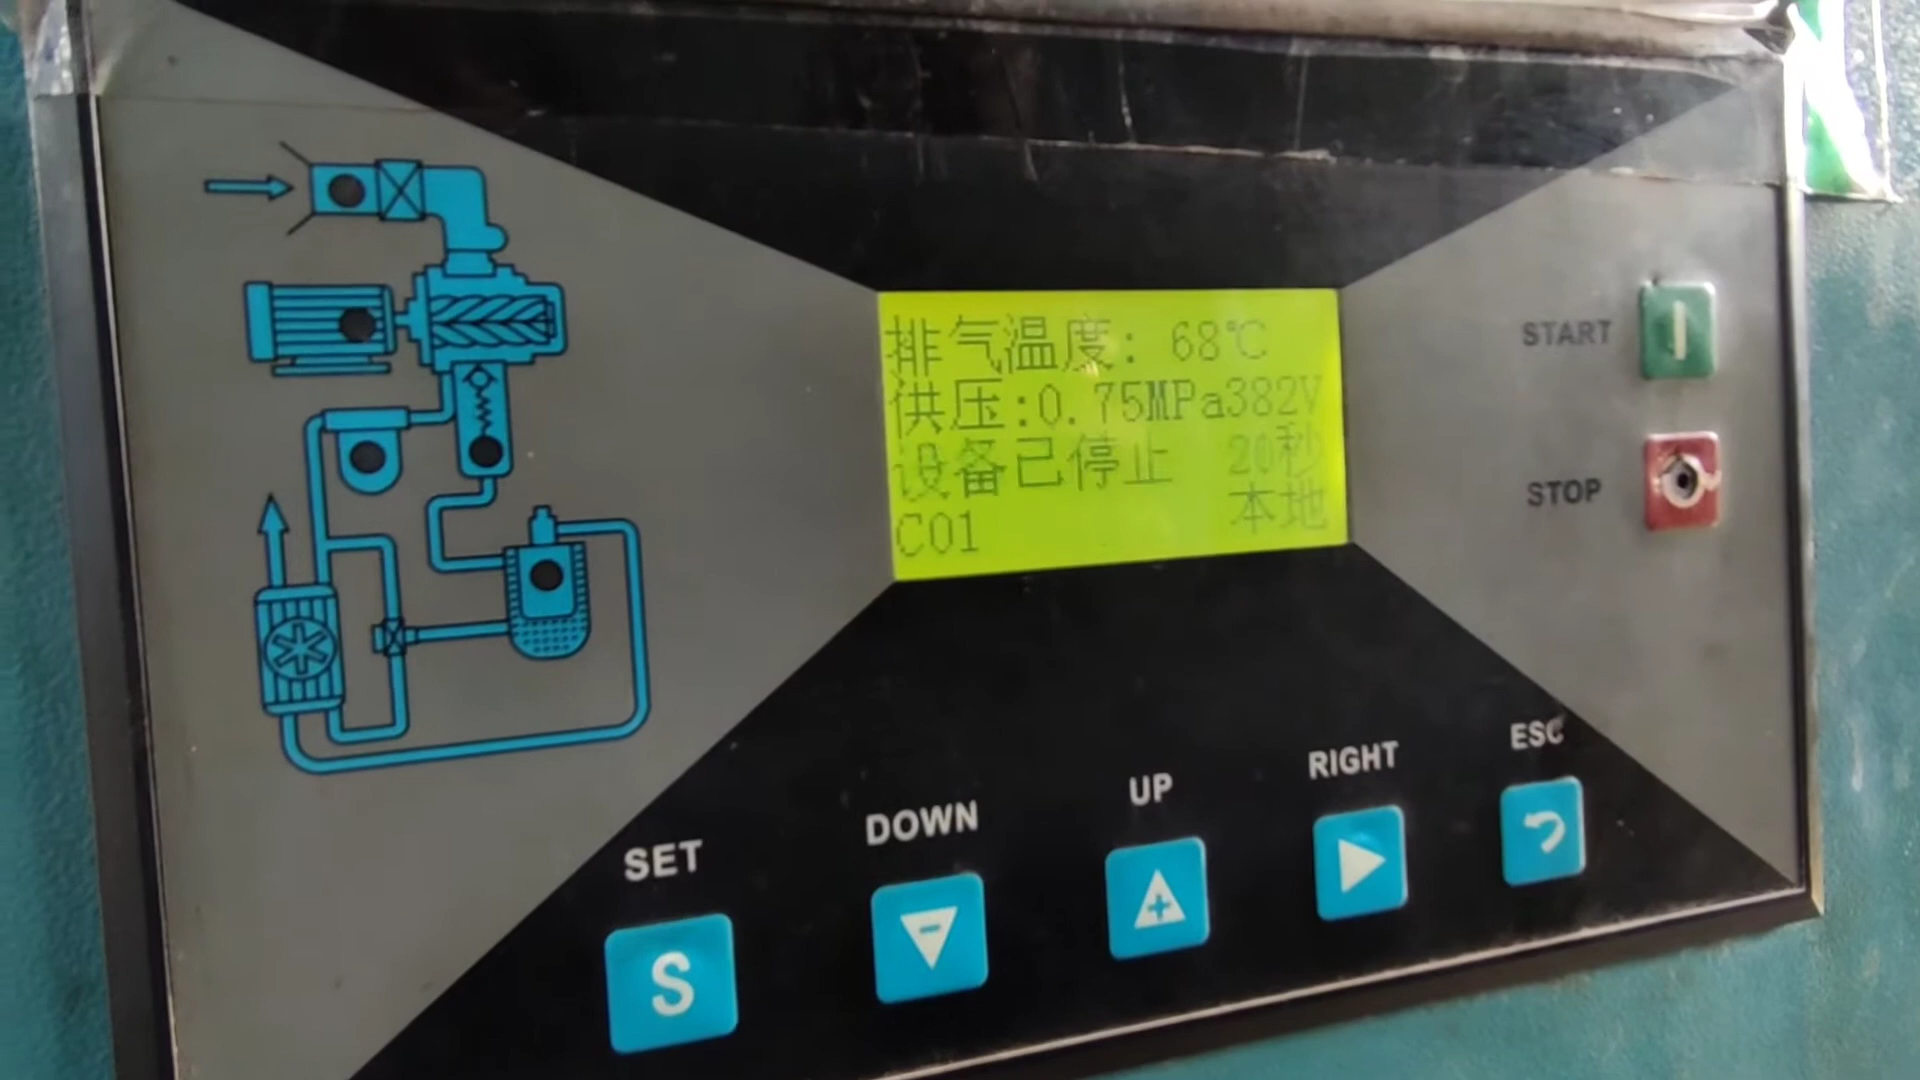 排气温度: 68℃
供压:0.75MPa382V
设备已停止 20秒
本地
C01
START
STOP
SET
DOWN
UP
RIGHT
ESC
S